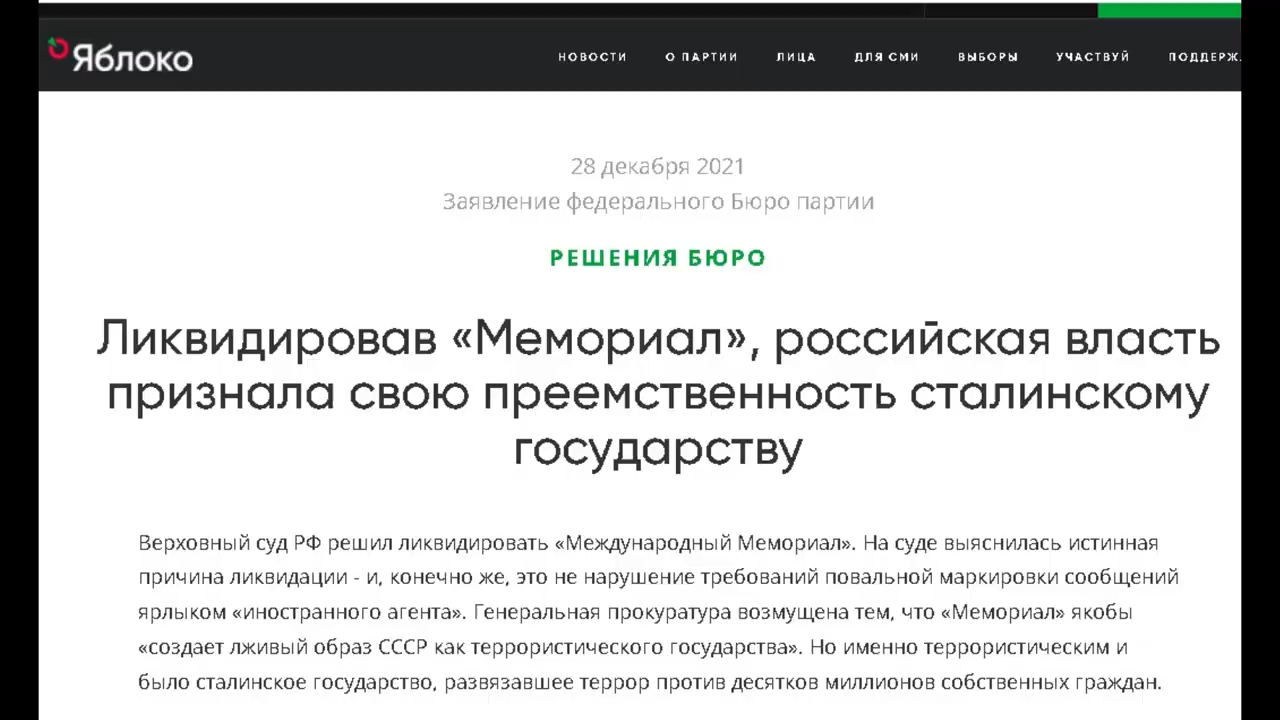 Яблоко
НОВОСТИ О ПАРТИИ ЛИЦА ДЛЯ СМИ ВЫБОРЫ УЧАСТВУЙ ПОДДЕРЖ.
28 декабря 2021
Заявление федерального Бюро партии
РЕШЕНИЯ БЮРО
Ликвидировав «Мемориал», российская власть
признала свою преемственность сталинскому
государству
Верховный суд РФ решил ликвидировать «Международный Мемориал». На суде выяснилась истинная
причина ликвидации - и, конечно же, это не нарушение требований повальной маркировки сообщений
ярлыком «иностранного агента». Генеральная прокуратура возмущена тем, что «Мемориал» якобы
«создает лживый образ СССР как террористического государства». Но именно террористическим и
было сталинское государство, развязавшее террор против десятков миллионов собственных граждан.